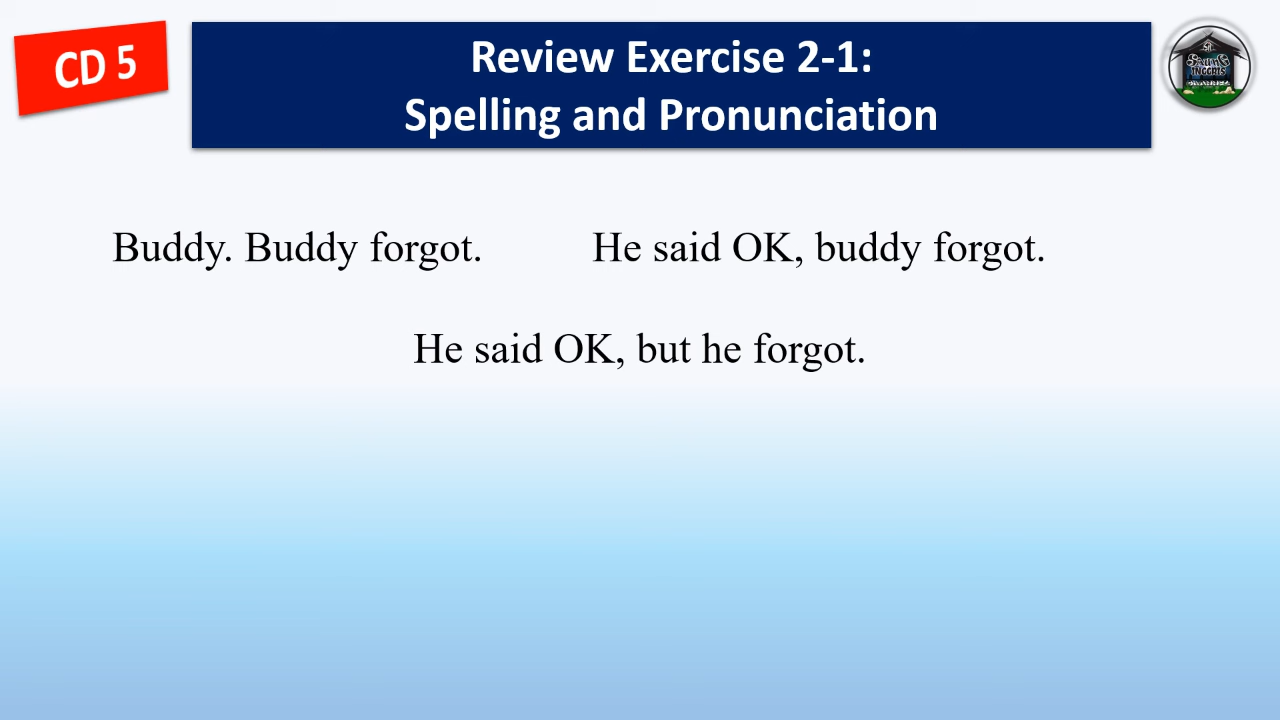 CD 5
Review Exercise 2-1:
Spelling and Pronunciation
Buddy. Buddy forgot. He said OK, buddy forgot.
He said OK, but he forgot.